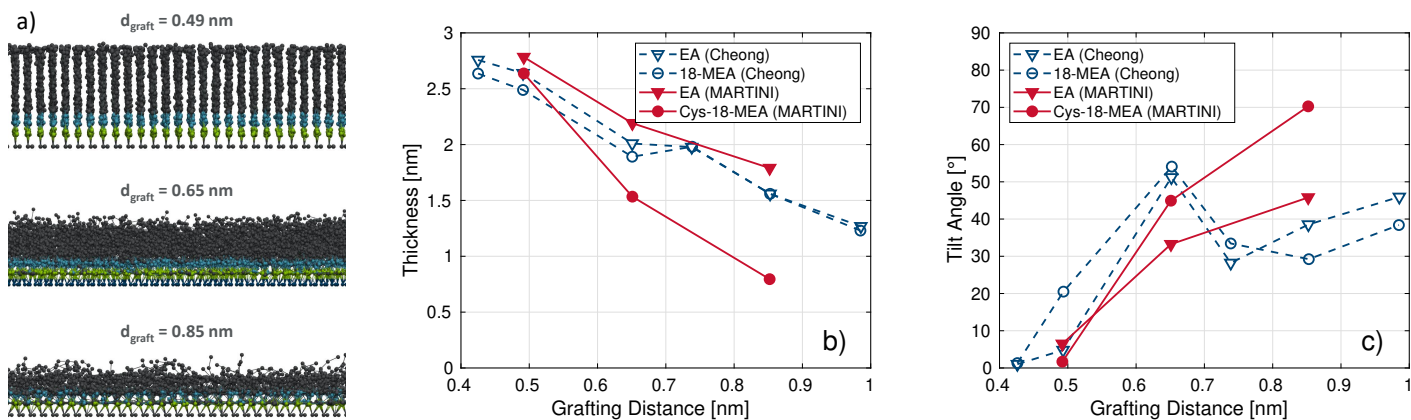 a)
d_graft = 0.49 nm
d_graft = 0.65 nm
d_graft = 0.85 nm
3
2.5
2
1.5
1
0.5
0
Thickness [nm]
0.4 0.5 0.6 0.7 0.8 0.9 1
Grafting Distance [nm]
EA (Cheong)
18-MEA (Cheong)
EA (MARTINI)
Cys-18-MEA (MARTINI)
b)
90
80
70
60
50
40
30
20
10
0
Tilt Angle [°]
0.4 0.5 0.6 0.7 0.8 0.9 1
Grafting Distance [nm]
EA (Cheong)
18-MEA (Cheong)
EA (MARTINI)
Cys-18-MEA (MARTINI)
c)